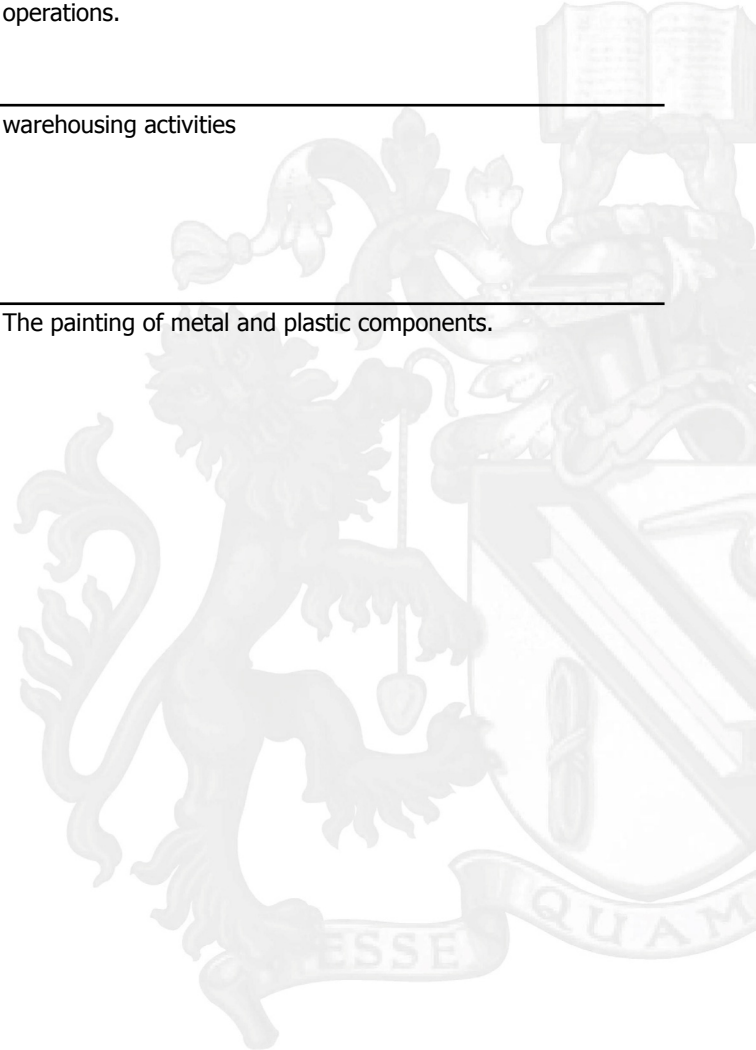 operations.
warehousing activities
The painting of metal and plastic components.
ESSE QUAM